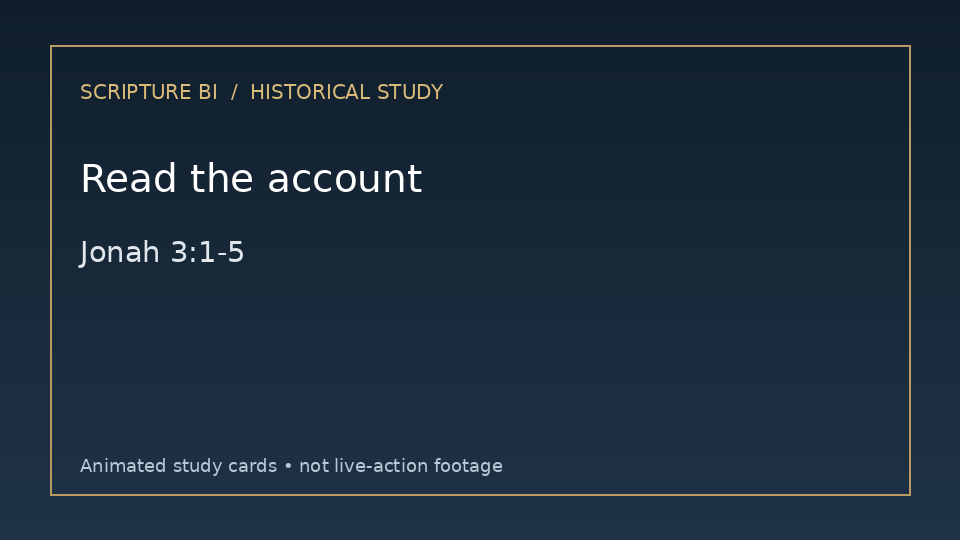 SCRIPTURE BI / HISTORICAL STUDY
Read the account
Jonah 3:1-5
Animated study cards • not live-action footage